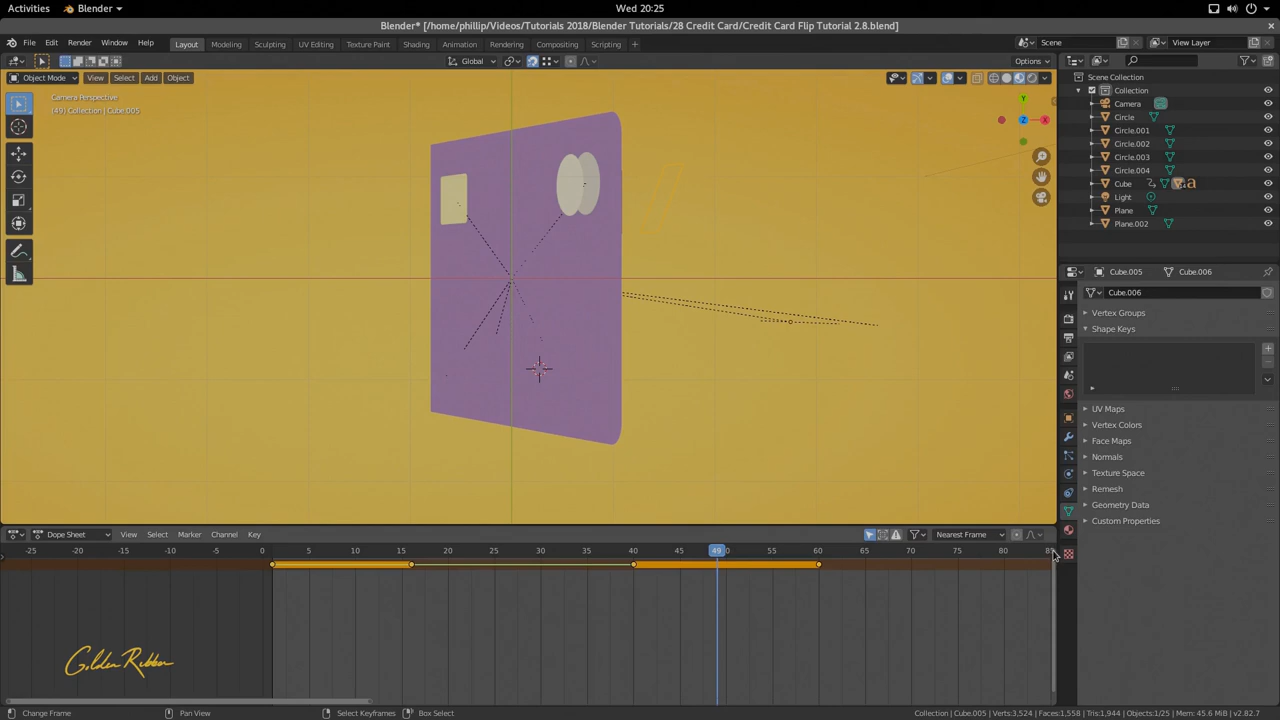 Activities Blender Wed 20:25
Blender* [/home/phillip/Videos/Tutorials 2018/Blender Tutorials/28 Credit Card/Credit Card Flip Tutorial 2.8.blend]
File Edit Render Window Help Layout Modeling Sculpting UV Editing Texture Paint Shading Animation Rendering Compositing Scripting Scene View Layer
Global Options
Object Mode View Select Add Object
Scene Collection
Collection
Camera
Circle
Circle.001
Circle.002
Circle.003
Circle.004
Cube
Light
Plane
Plane.002
Camera Perspective
(49) Collection | Cube.005
Y
Z
X
Cube.005 Cube.006
Cube.006
Vertex Groups
Shape Keys
UV Maps
Vertex Colors
Face Maps
Normals
Texture Space
Remesh
Geometry Data
Custom Properties
Dope Sheet View Select Marker Channel Key Nearest Frame
-25 -20 -15 -10 -5 0 5 10 15 20 25 30 35 40 45 49 55 60 65 70 75 80 85
Golden Ribbon
Change Frame Pan View Select Keyframes Box Select Collection | Cube.005 | Verts:3,524 | Faces:1,558 | Tris:1,944 | Objects:1/25 | Mem: 45.6 MiB | v2.82.7